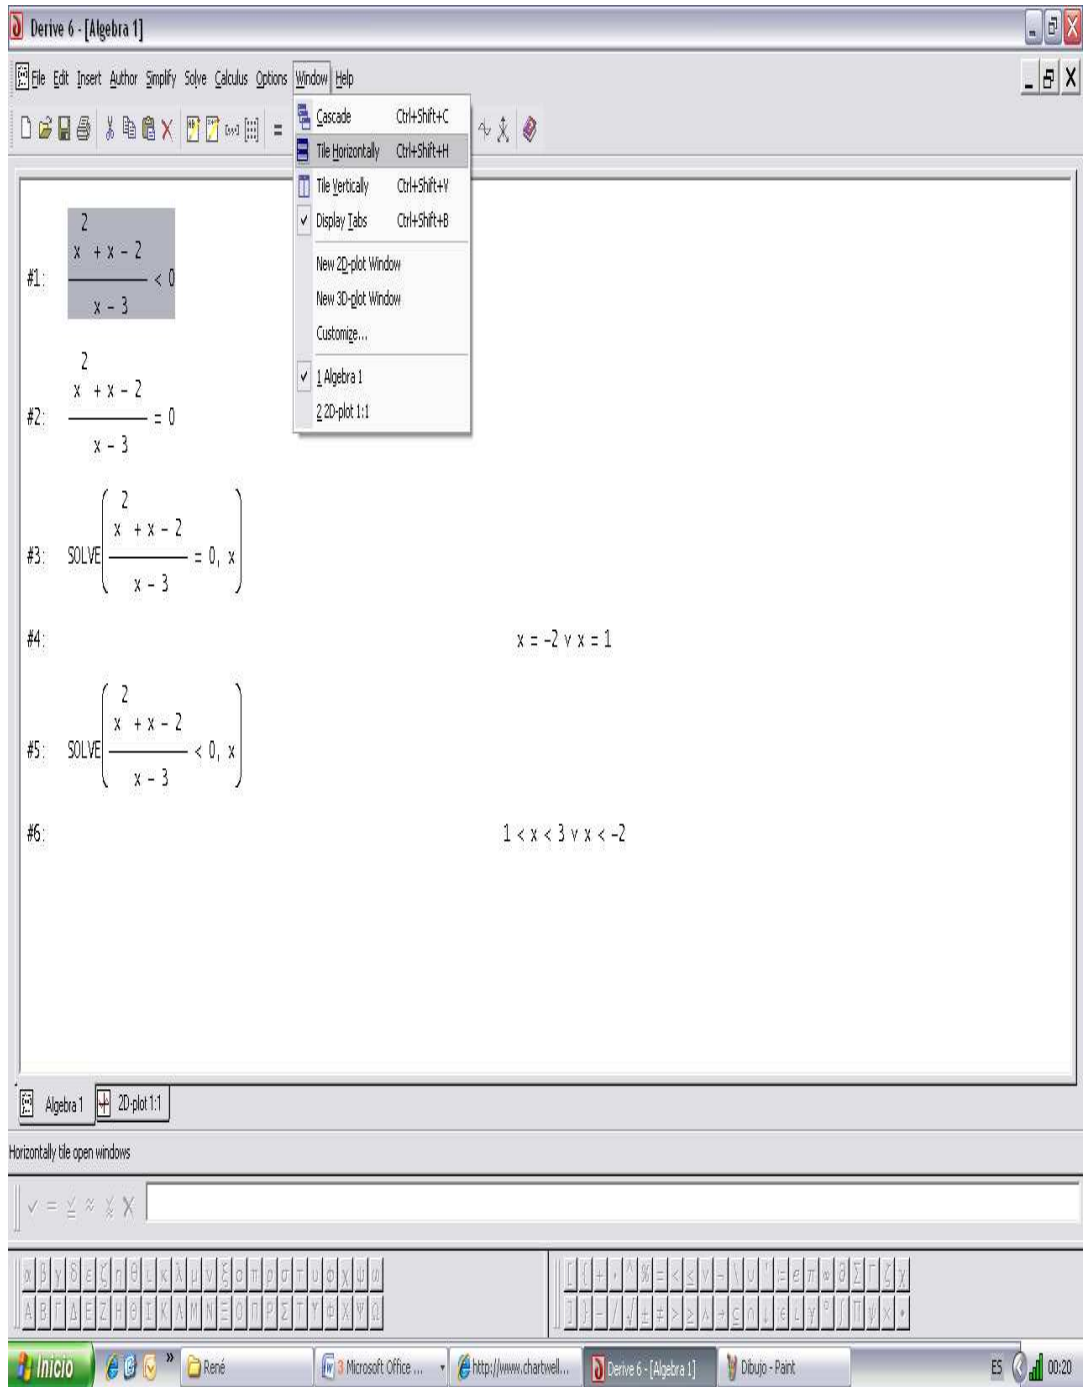 Derive 6 - [Algebra 1]
File Edit Insert Author Simplify Solve Calculus Options Window Help
Cascade Ctrl+Shift+C
Tile Horizontally Ctrl+Shift+H
Tile Vertically Ctrl+Shift+V
Display Tabs Ctrl+Shift+B
New 2D-plot Window
New 3D-plot Window
Customize...
1 Algebra 1
2 2D-plot 1:1
2
x + x - 2
#1: ───── < 0
x - 3
2
x + x - 2
#2: ───── = 0
x - 3
2
x + x - 2
#3: SOLVE( ───── = 0, x )
x - 3
#4: x = -2 ∨ x = 1
2
x + x - 2
#5: SOLVE( ───── < 0, x )
x - 3
#6: 1 < x < 3 ∨ x < -2
Algebra 1 2D-plot 1:1
Horizontally tile open windows
α β γ δ ε ζ η θ ι κ λ μ ν ξ ο π ρ σ τ υ φ χ ψ ω
Α Β Γ Δ Ε Ζ Η Θ Ι Κ Λ Μ Ν Ξ Ο Π Ρ Σ Τ Υ Φ Χ Ψ Ω
Inicio » René 3 Microsoft Office ... http://www.chartwell... Derive 6 - [Algebra 1] Dibujo - Paint ES 00:20